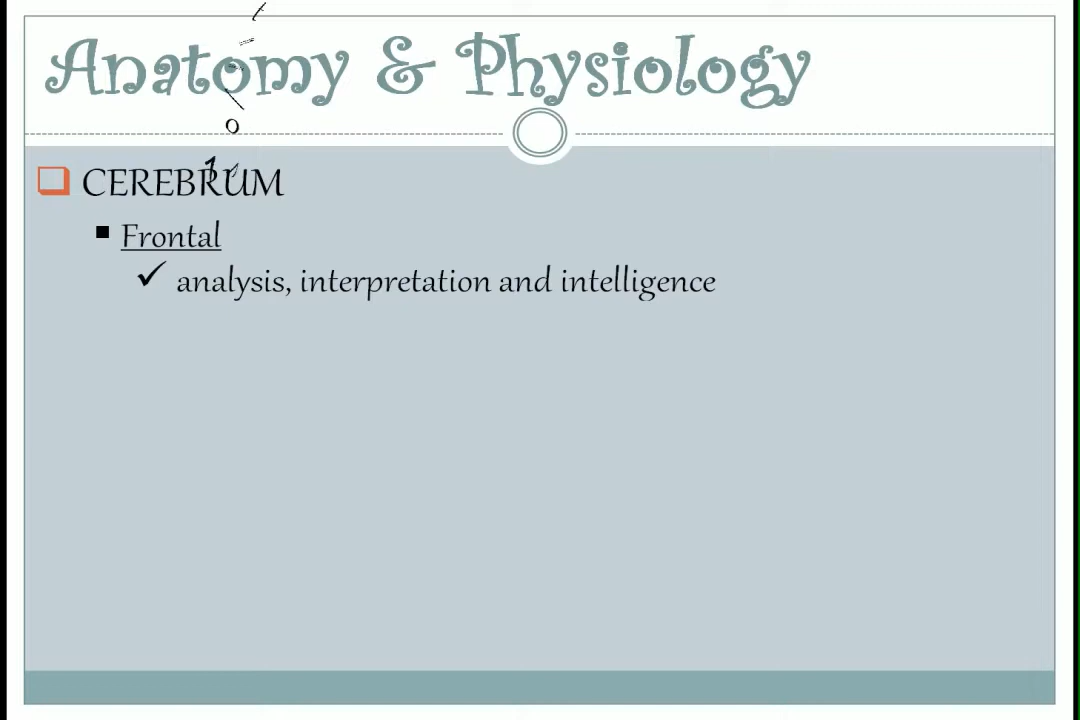 Anatomy & Physiology
CEREBRUM
Frontal
analysis, interpretation and intelligence